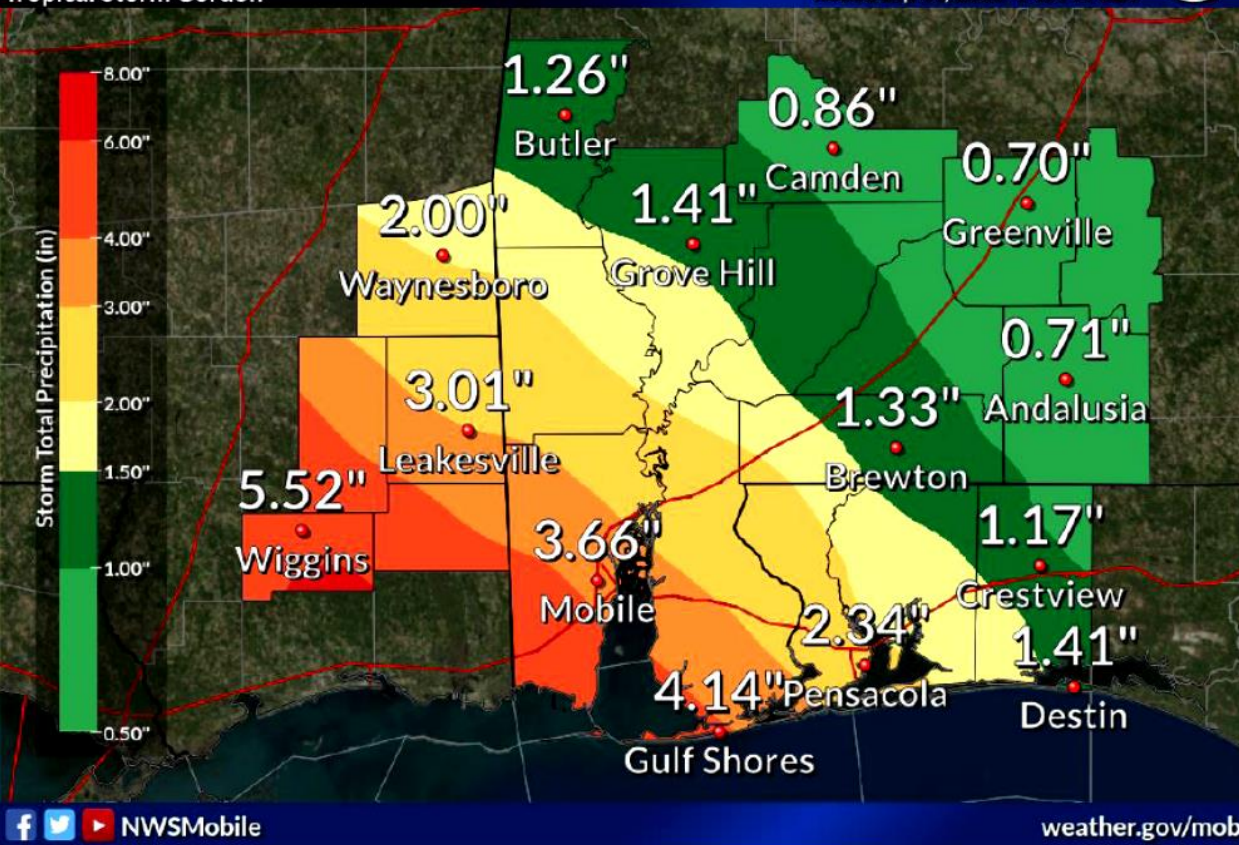 Tropical Storm Gordon
8.00"
6.00"
4.00"
3.00"
2.00"
1.50"
1.00"
0.50"
Storm Total Precipitation (in)
1.26"
Butler
0.86"
Camden
0.70"
Greenville
2.00"
Waynesboro
1.41"
Grove Hill
0.71"
Andalusia
3.01"
Leakesville
1.33"
Brewton
5.52"
Wiggins
3.66"
Mobile
1.17"
Crestview
2.34"
Pensacola
1.41"
Destin
4.14"
Gulf Shores
NWSMobile
weather.gov/mob